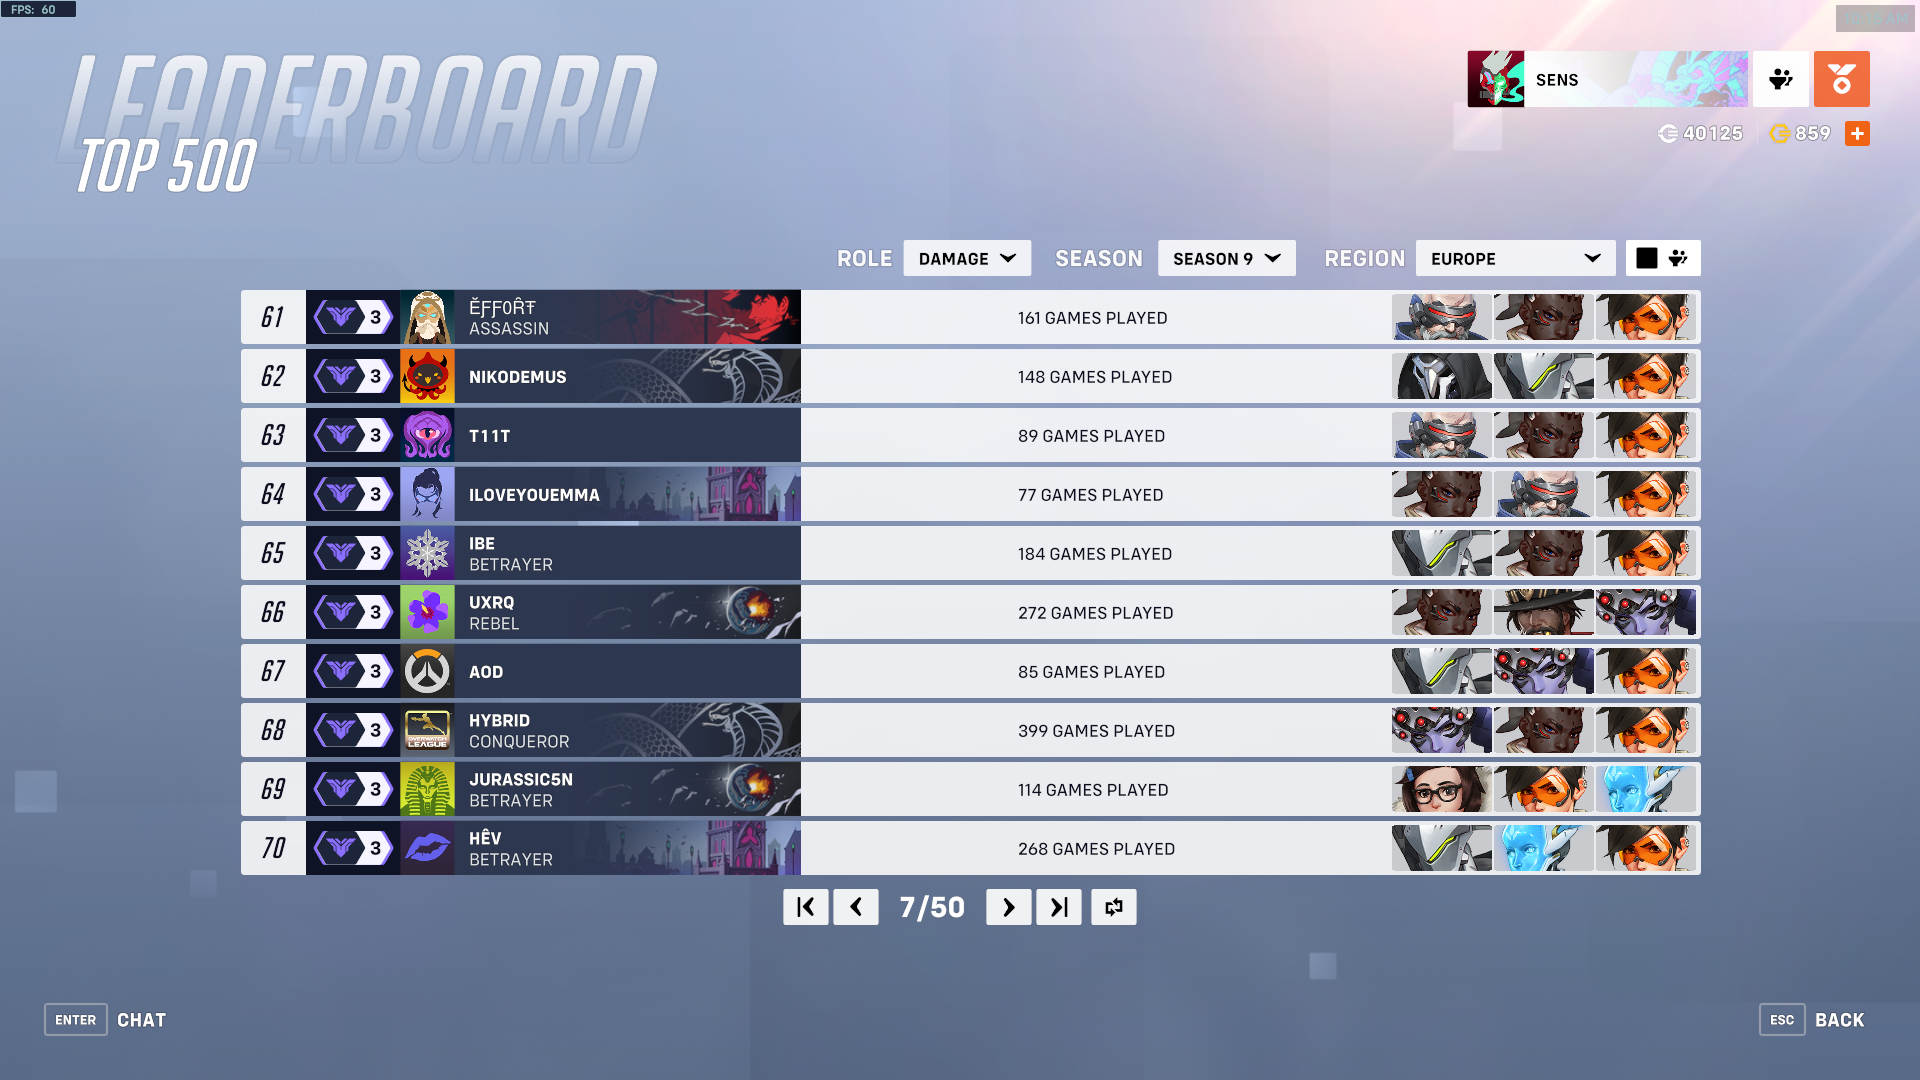 FPS: 60
LEADERBOARD
TOP 500
SENS
40125
859
ROLE DAMAGE SEASON SEASON 9 REGION EUROPE
61 3 ĚƑƑ0ȒŦ 161 GAMES PLAYED
ASSASSIN
62 3 NIKODEMUS 148 GAMES PLAYED
63 3 T11T 89 GAMES PLAYED
64 3 ILOVEYOUEMMA 77 GAMES PLAYED
65 3 IBE 184 GAMES PLAYED
BETRAYER
66 3 UXRQ 272 GAMES PLAYED
REBEL
67 3 AOD 85 GAMES PLAYED
68 3 HYBRID 399 GAMES PLAYED
CONQUEROR
OVERWATCH
LEAGUE
69 3 JURASSIC5N 114 GAMES PLAYED
BETRAYER
70 3 HÊV 268 GAMES PLAYED
BETRAYER
7/50
ENTER CHAT
ESC BACK